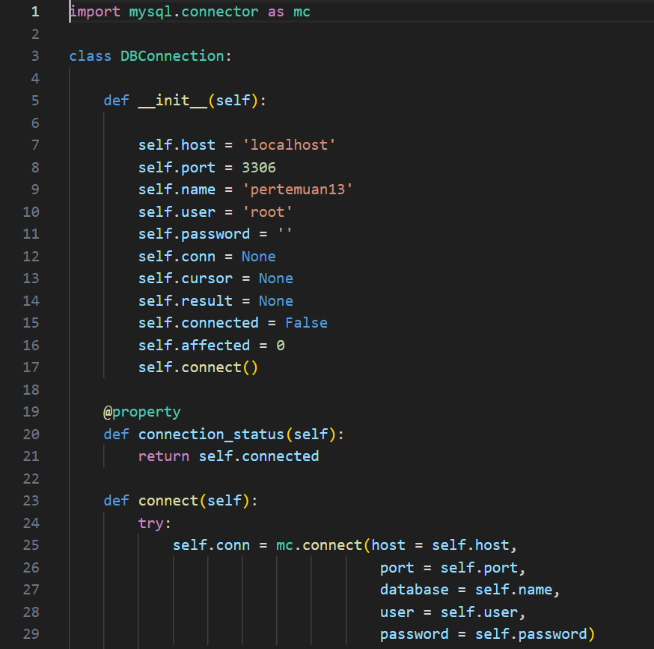 1 import mysql.connector as mc
2
3 class DBConnection:
4
5     def __init__(self):
6
7         self.host = 'localhost'
8         self.port = 3306
9         self.name = 'pertemuan13'
10         self.user = 'root'
11         self.password = ''
12         self.conn = None
13         self.cursor = None
14         self.result = None
15         self.connected = False
16         self.affected = 0
17         self.connect()
18
19     @property
20     def connection_status(self):
21         return self.connected
22
23     def connect(self):
24         try:
25             self.conn = mc.connect(host = self.host,
26                                     port = self.port,
27                                     database = self.name,
28                                     user = self.user,
29                                     password = self.password)